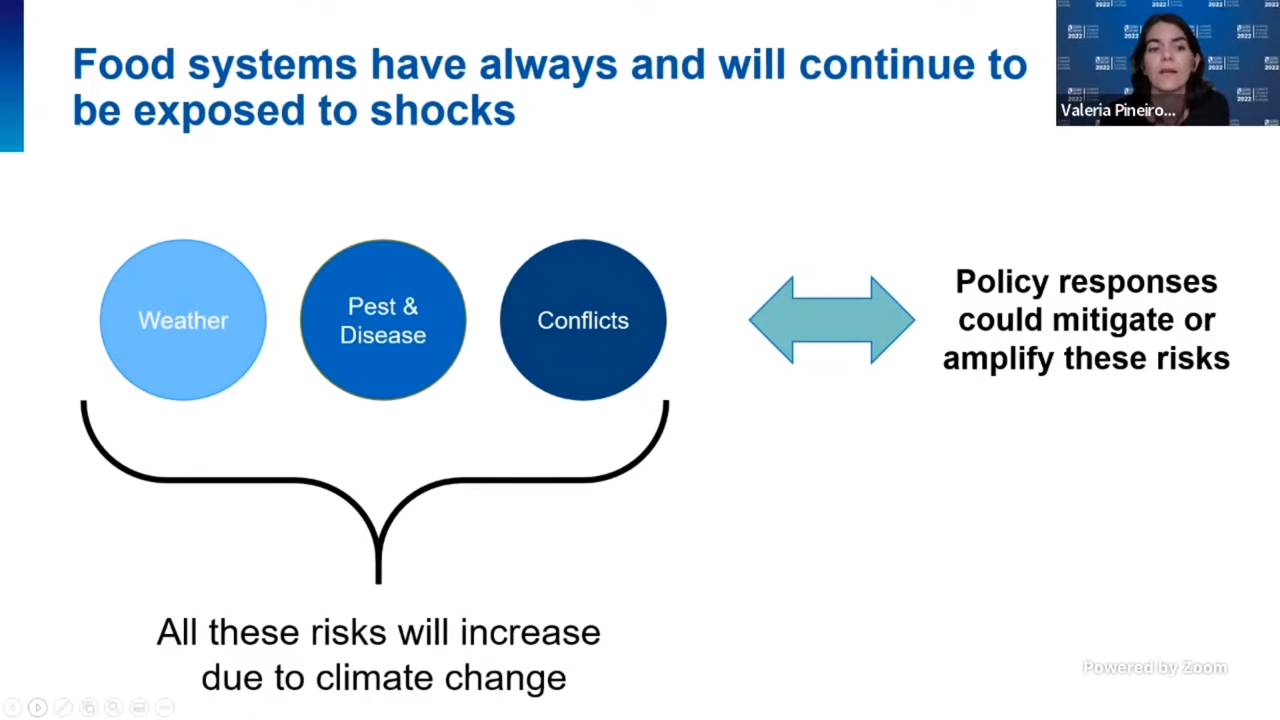 Food systems have always and will continue to
be exposed to shocks
Valeria Pineiro...
Weather
Pest &
Disease
Conflicts
Policy responses
could mitigate or
amplify these risks
All these risks will increase
due to climate change
Powered by Zoom